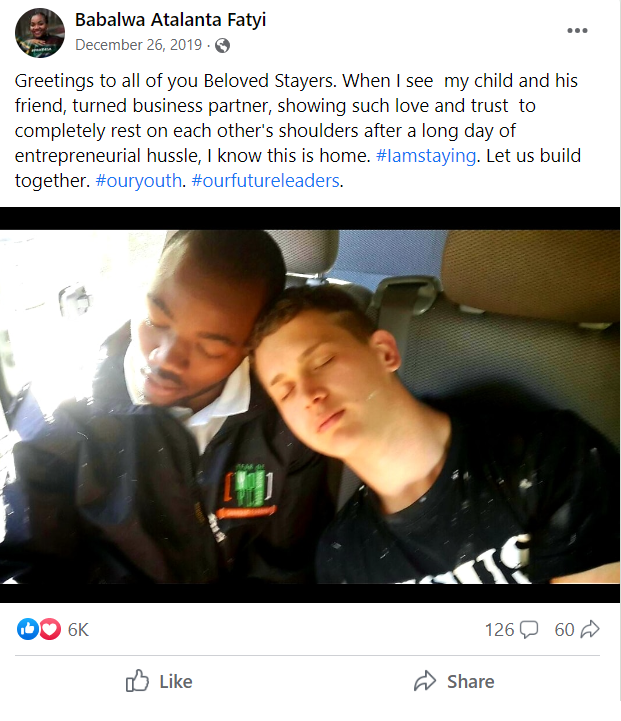 Babalwa Atalanta Fatyi
December 26, 2019 ·
Greetings to all of you Beloved Stayers. When I see  my child and his
friend, turned business partner, showing such love and trust  to
completely rest on each other's shoulders after a long day of
entrepreneurial hussle, I know this is home. #Iamstaying. Let us build
together. #ouryouth. #ourfutureleaders.
6K
126
60
Like
Share